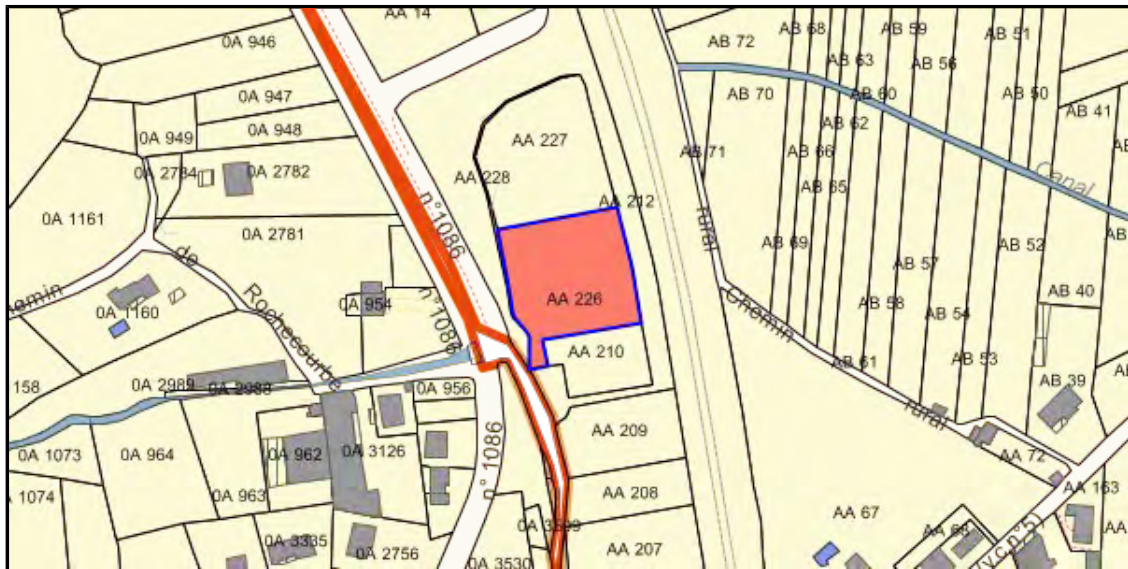 AA 14
0A 946
AB 68
AB 59
AB 51
AB 72
AB 63
AB 56
0A 947
AB 70
AB 60
AB 50
AB 41
0A 948
0A 949
AA 227
AB 62
AB 71
AB 66
0A 2784
0A 2782
AA 228
Canal
AB 65
n°1086
AA 212
0A 1161
rural
0A 2781
AB 69
AB 52
de
AB 57
chemin
Rochecourbe
n°1086
0A 954
AA 226
Chemin
AB 58
AB 54
AB 40
0A 1160
AA 210
AB 61
AB 53
158
0A 2989
0A 2988
0A 956
AB 39
rural
n° 1086
AA 209
0A 1073
0A 964
0A 962
0A 3126
AA 72
AA 208
AA 163
0A 963
AA 67
AA 68
0A 3335
0A 2756
0A 3530
AA 207